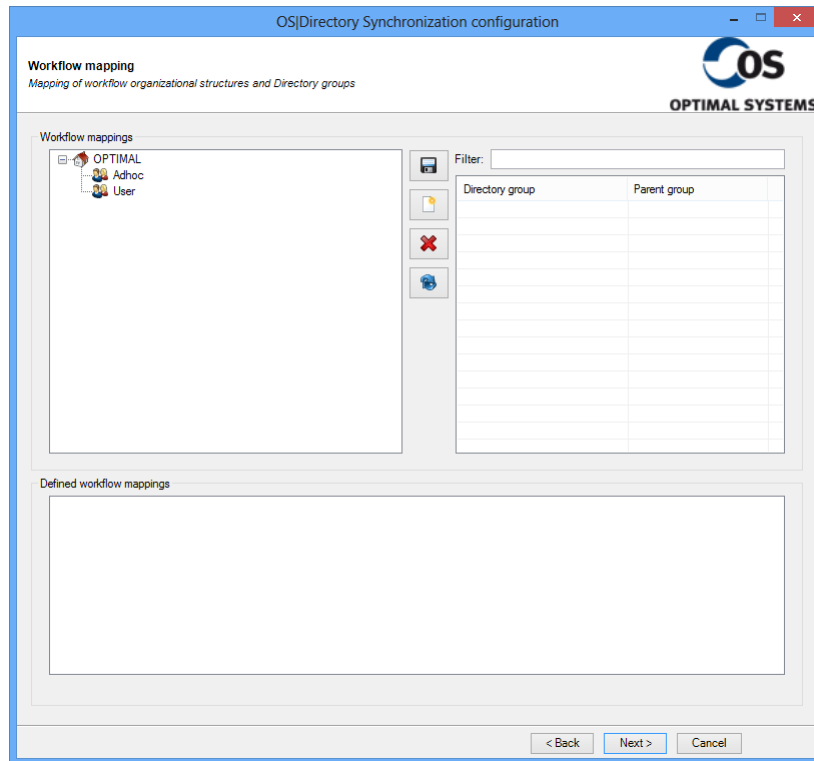 OS|Directory Synchronization configuration
Workflow mapping
Mapping of workflow organizational structures and Directory groups
OS
OPTIMAL SYSTEMS
Workflow mappings
OPTIMAL
Adhoc
User
Filter:
Directory group Parent group
Defined workflow mappings
< Back Next > Cancel